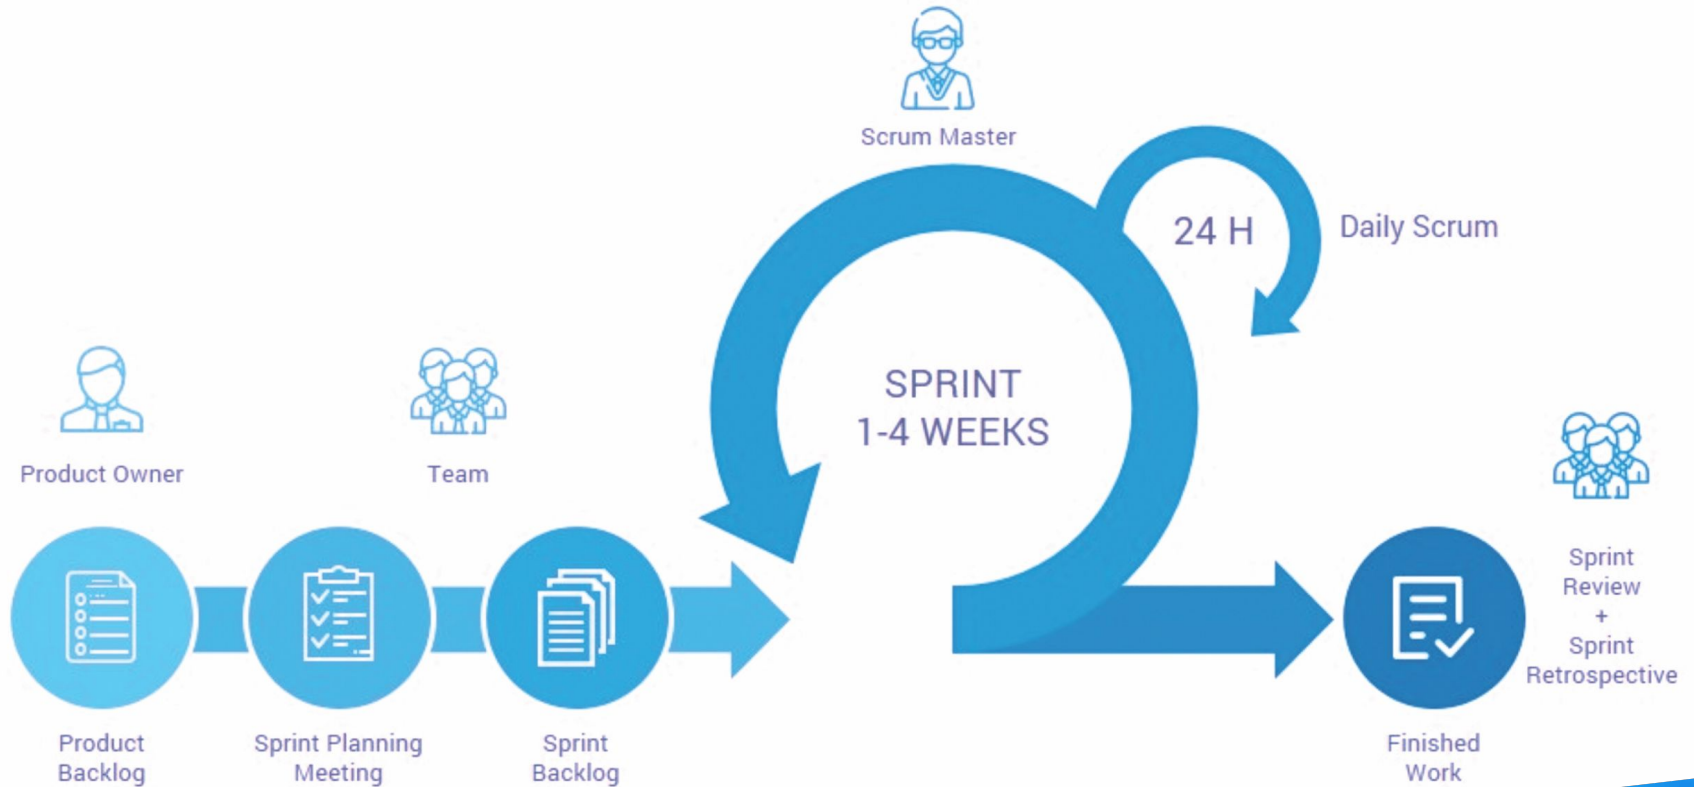 Scrum Master
24 H
Daily Scrum
SPRINT
1-4 WEEKS
Product Owner
Team
Sprint
Review
+
Sprint
Retrospective
Product
Backlog
Sprint Planning
Meeting
Sprint
Backlog
Finished
Work